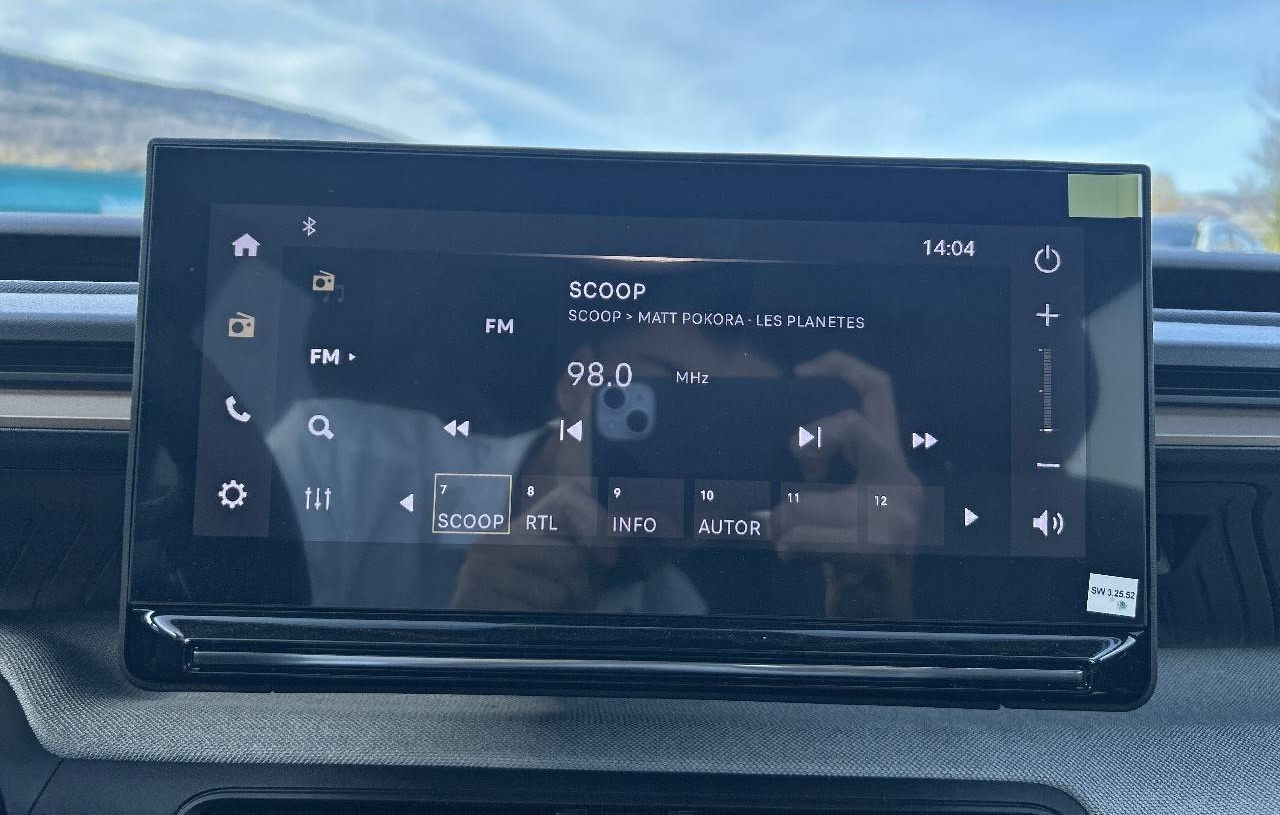 14:04
SCOOP
SCOOP > MATT POKORA - LES PLANETES
FM
FM
98.0 MHz
7 SCOOP
8 RTL
9 INFO
10 AUTOR
11
12
SW 3.25.52